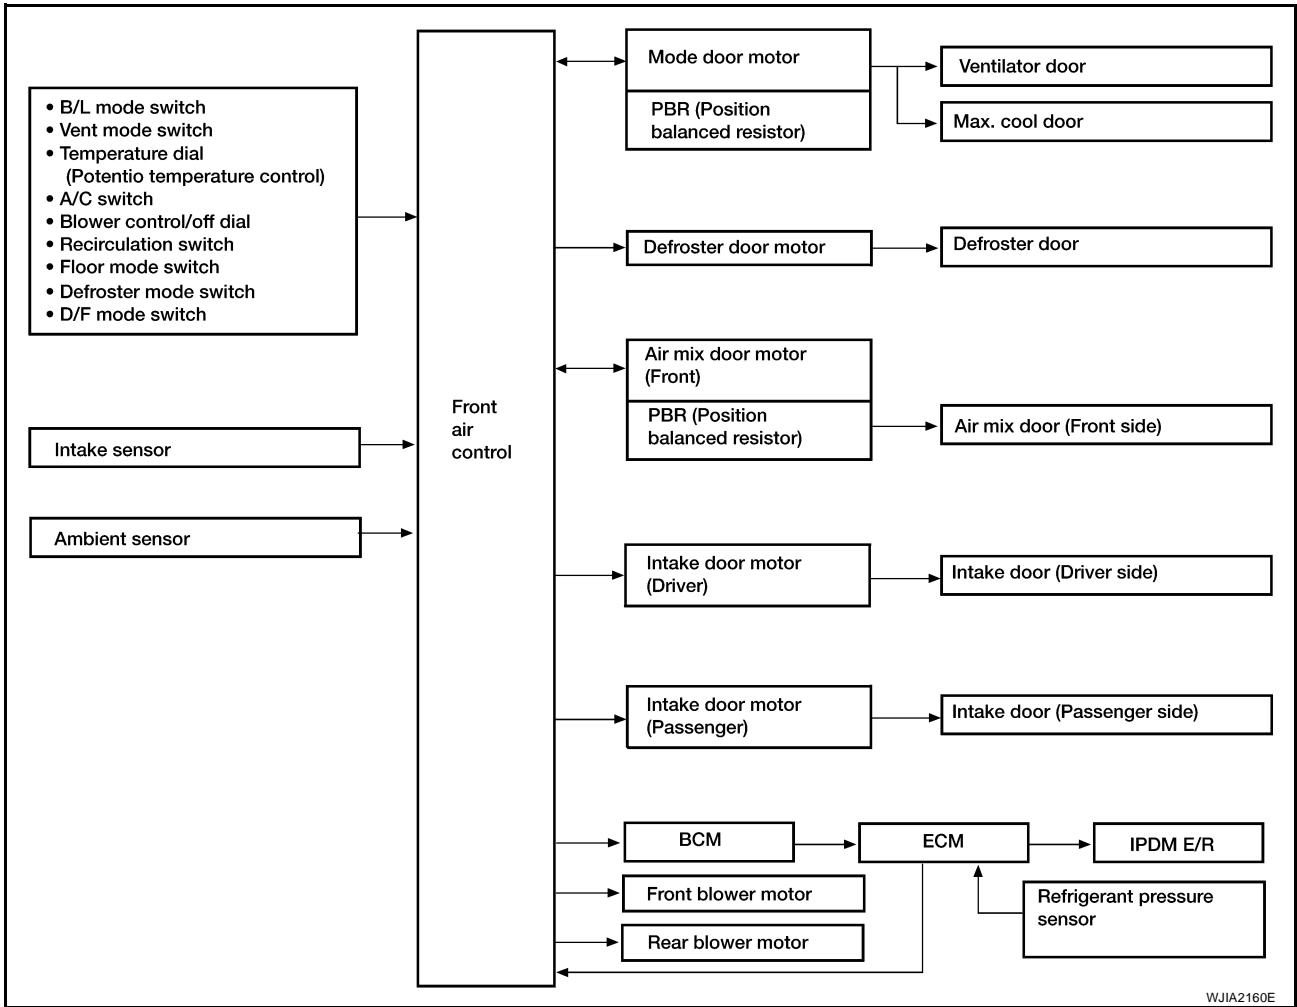 • B/L mode switch
• Vent mode switch
• Temperature dial
(Potentio temperature control)
• A/C switch
• Blower control/off dial
• Recirculation switch
• Floor mode switch
• Defroster mode switch
• D/F mode switch
Intake sensor
Ambient sensor
Front
air
control
Mode door motor
PBR (Position
balanced resistor)
Ventilator door
Max. cool door
Defroster door motor
Defroster door
Air mix door motor
(Front)
PBR (Position
balanced resistor)
Air mix door (Front side)
Intake door motor
(Driver)
Intake door (Driver side)
Intake door motor
(Passenger)
Intake door (Passenger side)
BCM
ECM
IPDM E/R
Front blower motor
Refrigerant pressure
sensor
Rear blower motor
WJIA2160E